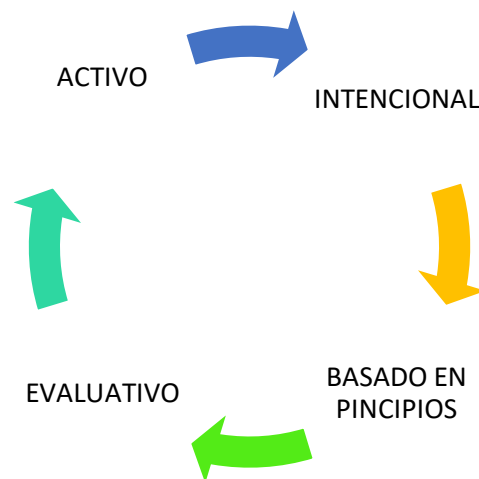 ACTIVO
INTENCIONAL
BASADO EN
PINCIPIOS
EVALUATIVO